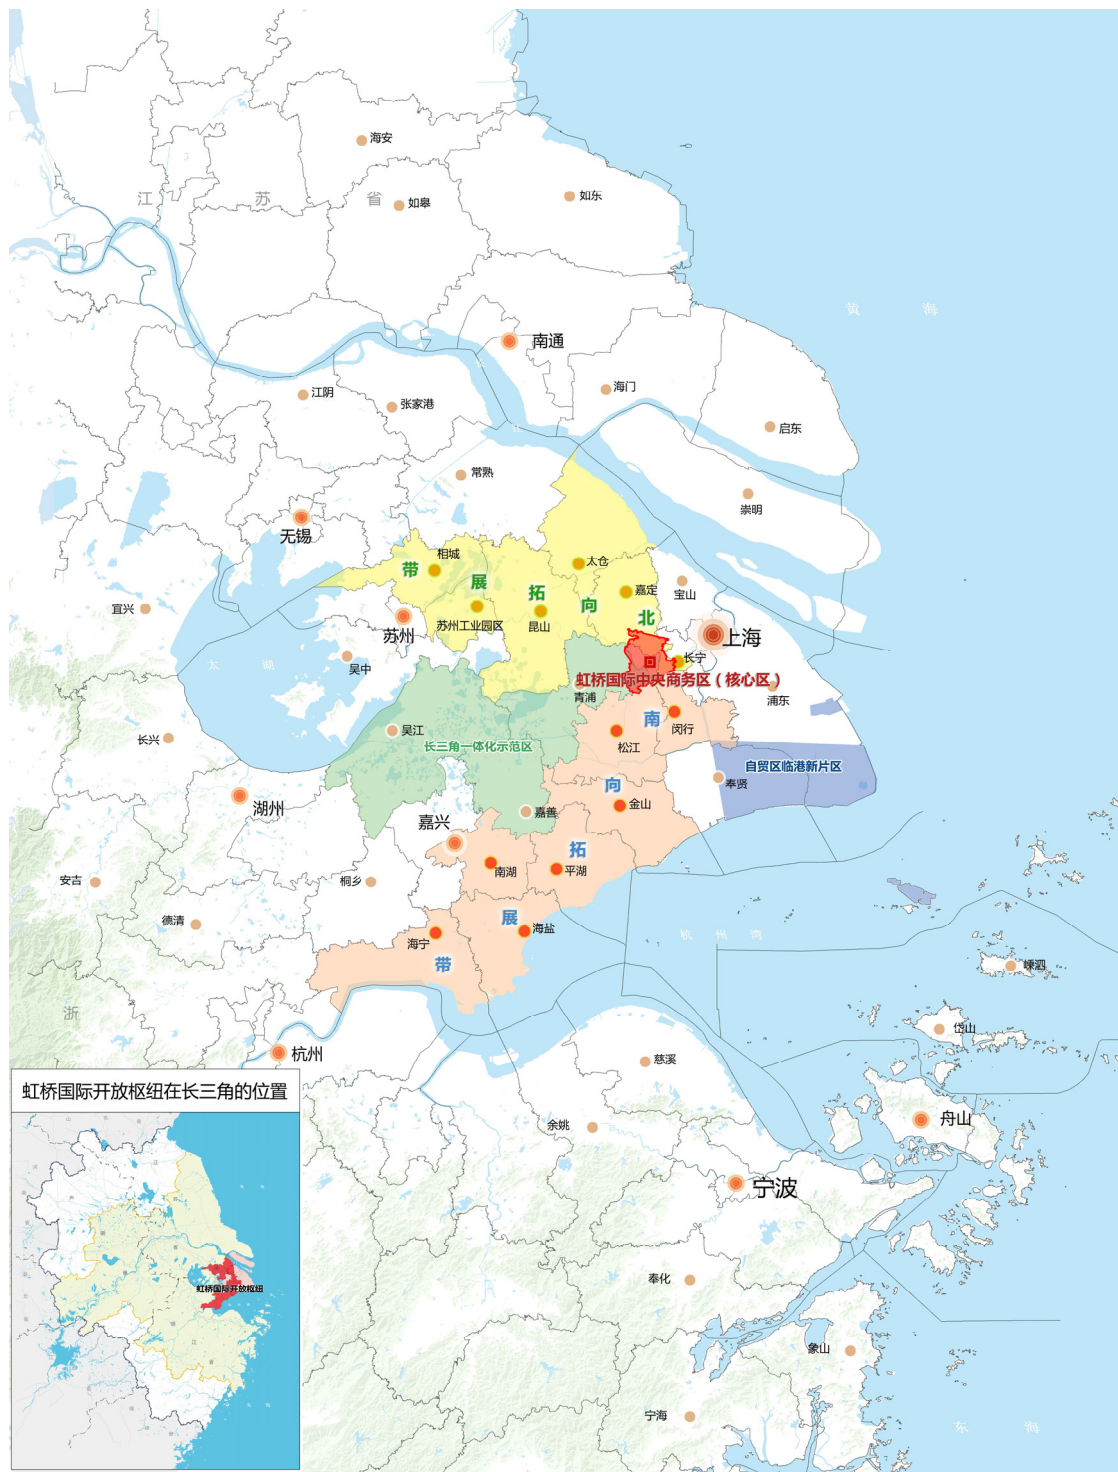 海安
如东
江 苏 省
如皋
黄 海
南通
海门
江阴
张家港
启东
常熟
崇明
无锡
相城
太仓
带 展 拓 向 北
嘉定
宝山
宜兴
苏州工业园区
昆山
苏州
上海
长宁
太 湖
吴中
虹桥国际中央商务区（核心区）
青浦
浦东
南
闵行
吴江
长三角一体化示范区
松江
长兴
自贸区临港新片区
奉贤
向
金山
湖州
嘉善
嘉兴
拓
南湖
平湖
安吉
桐乡
德清
展
海盐
海宁
杭 州 湾
带
嵊泗
浙
岱山
杭州
慈溪
虹桥国际开放枢纽在长三角的位置
舟山
余姚
宁波
奉化
虹桥国际开放枢纽
象山
宁海
东 海